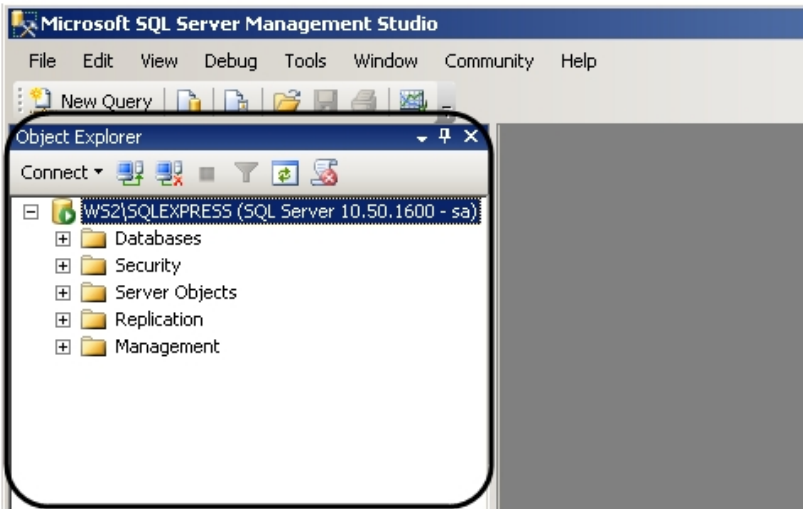 Microsoft SQL Server Management Studio
File Edit View Debug Tools Window Community Help
New Query
Object Explorer
Connect
WS2\SQLEXPRESS (SQL Server 10.50.1600 - sa)
Databases
Security
Server Objects
Replication
Management